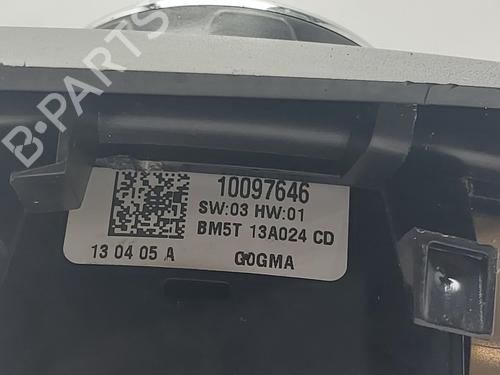 B-PARTS
10097646
SW:03 HW:01
BM5T 13A024 CD
13 04 05 A GOGMA